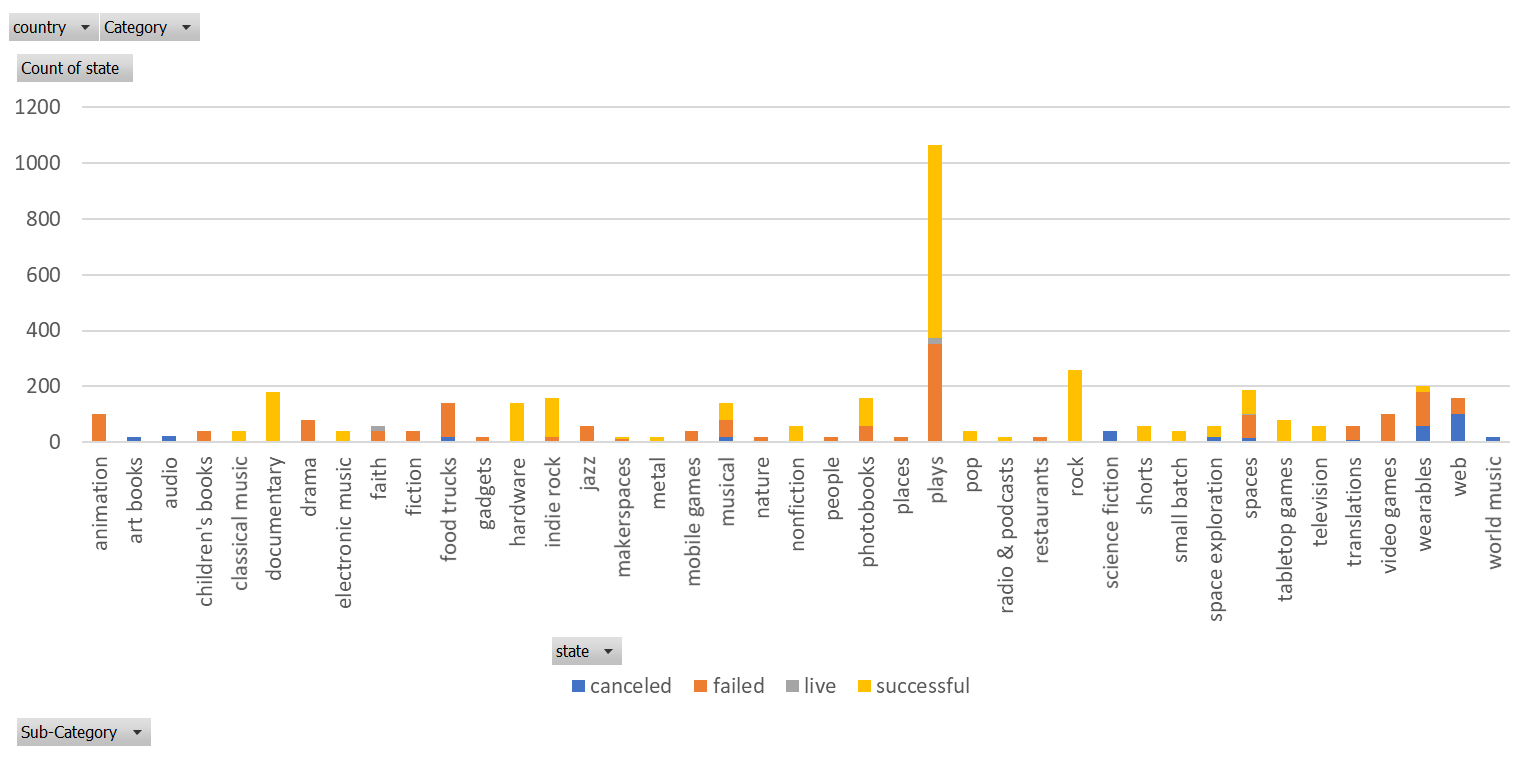 country Category
Count of state
1200
1000
800
600
400
200
0
animation
art books
audio
children's books
classical music
documentary
drama
electronic music
faith
fiction
food trucks
gadgets
hardware
indie rock
jazz
makerspaces
metal
mobile games
musical
nature
nonfiction
people
photobooks
places
plays
pop
radio & podcasts
restaurants
rock
science fiction
shorts
small batch
space exploration
spaces
tabletop games
television
translations
video games
wearables
web
world music
state
canceled failed live successful
Sub-Category